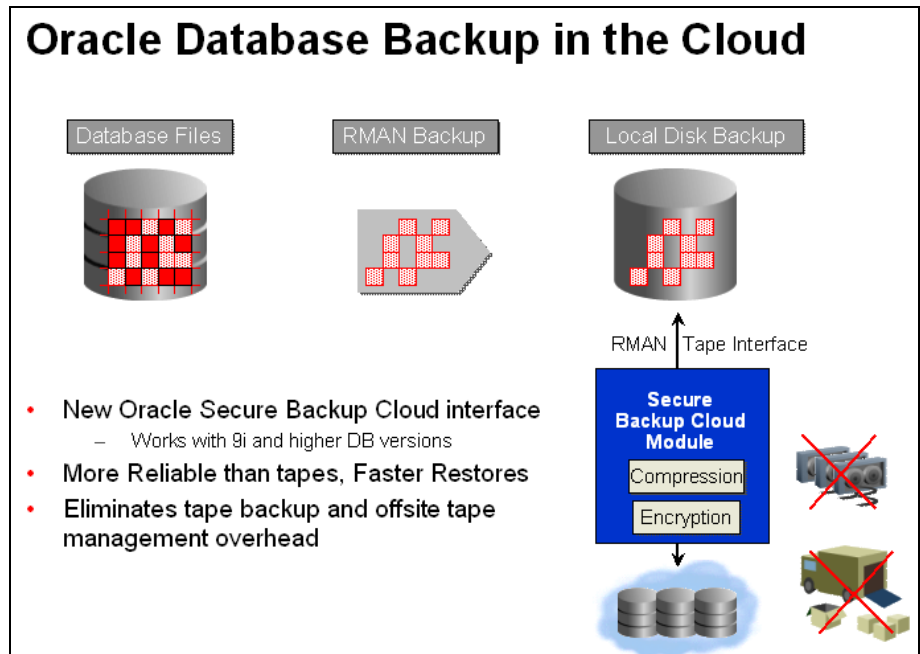 Oracle Database Backup in the Cloud
Database Files
RMAN Backup
Local Disk Backup
RMAN
Tape Interface
• New Oracle Secure Backup Cloud interface
– Works with 9i and higher DB versions
• More Reliable than tapes, Faster Restores
• Eliminates tape backup and offsite tape
management overhead
Secure
Backup Cloud
Module
Compression
Encryption